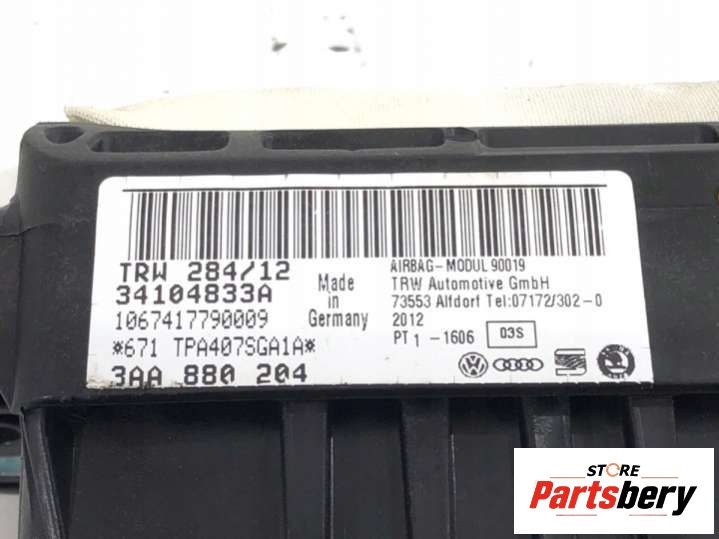 TRW 284/12
34104833A
1067417790009
*671 TPA407SGA1A*
3AA 880 204
Made
in
Germany
AIRBAG-MODUL 90019
TRW Automotive GmbH
73553 Alfdorf Tel:07172/302-0
2012
PT 1 -1606 03S
STORE
Partsbery